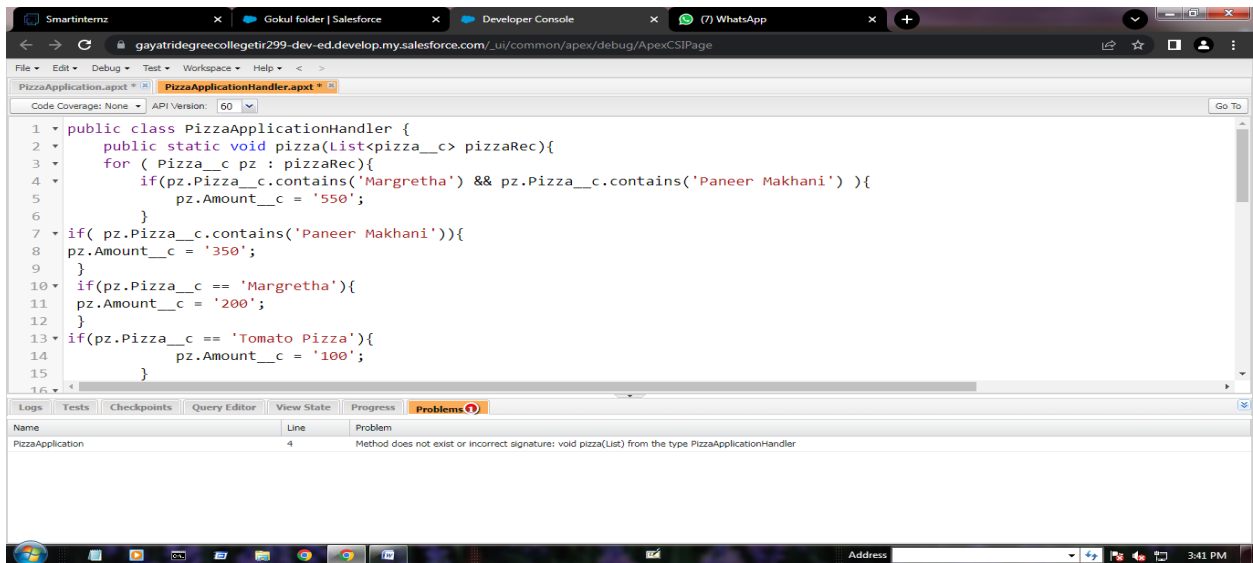 Smartinternz
Gokul folder | Salesforce
Developer Console
(7) WhatsApp
gayatridegreecollegetir299-dev-ed.develop.my.salesforce.com/_ui/common/apex/debug/ApexCSIPage
File Edit Debug Test Workspace Help < >
PizzaApplication.apxt * PizzaApplicationHandler.apxt *
Code Coverage: None API Version: 60 Go To
1 public class PizzaApplicationHandler {
2 public static void pizza(List<pizza__c> pizzaRec){
3 for ( Pizza__c pz : pizzaRec){
4 if(pz.Pizza__c.contains('Margretha') && pz.Pizza__c.contains('Paneer Makhani') ){
5 pz.Amount__c = '550';
6 }
7 if( pz.Pizza__c.contains('Paneer Makhani')){
8 pz.Amount__c = '350';
9 }
10 if(pz.Pizza__c == 'Margretha'){
11 pz.Amount__c = '200';
12 }
13 if(pz.Pizza__c == 'Tomato Pizza'){
14 pz.Amount__c = '100';
15 }
16
Logs Tests Checkpoints Query Editor View State Progress Problems 1
Name Line Problem
PizzaApplication 4 Method does not exist or incorrect signature: void pizza(List) from the type PizzaApplicationHandler
Address 3:41 PM